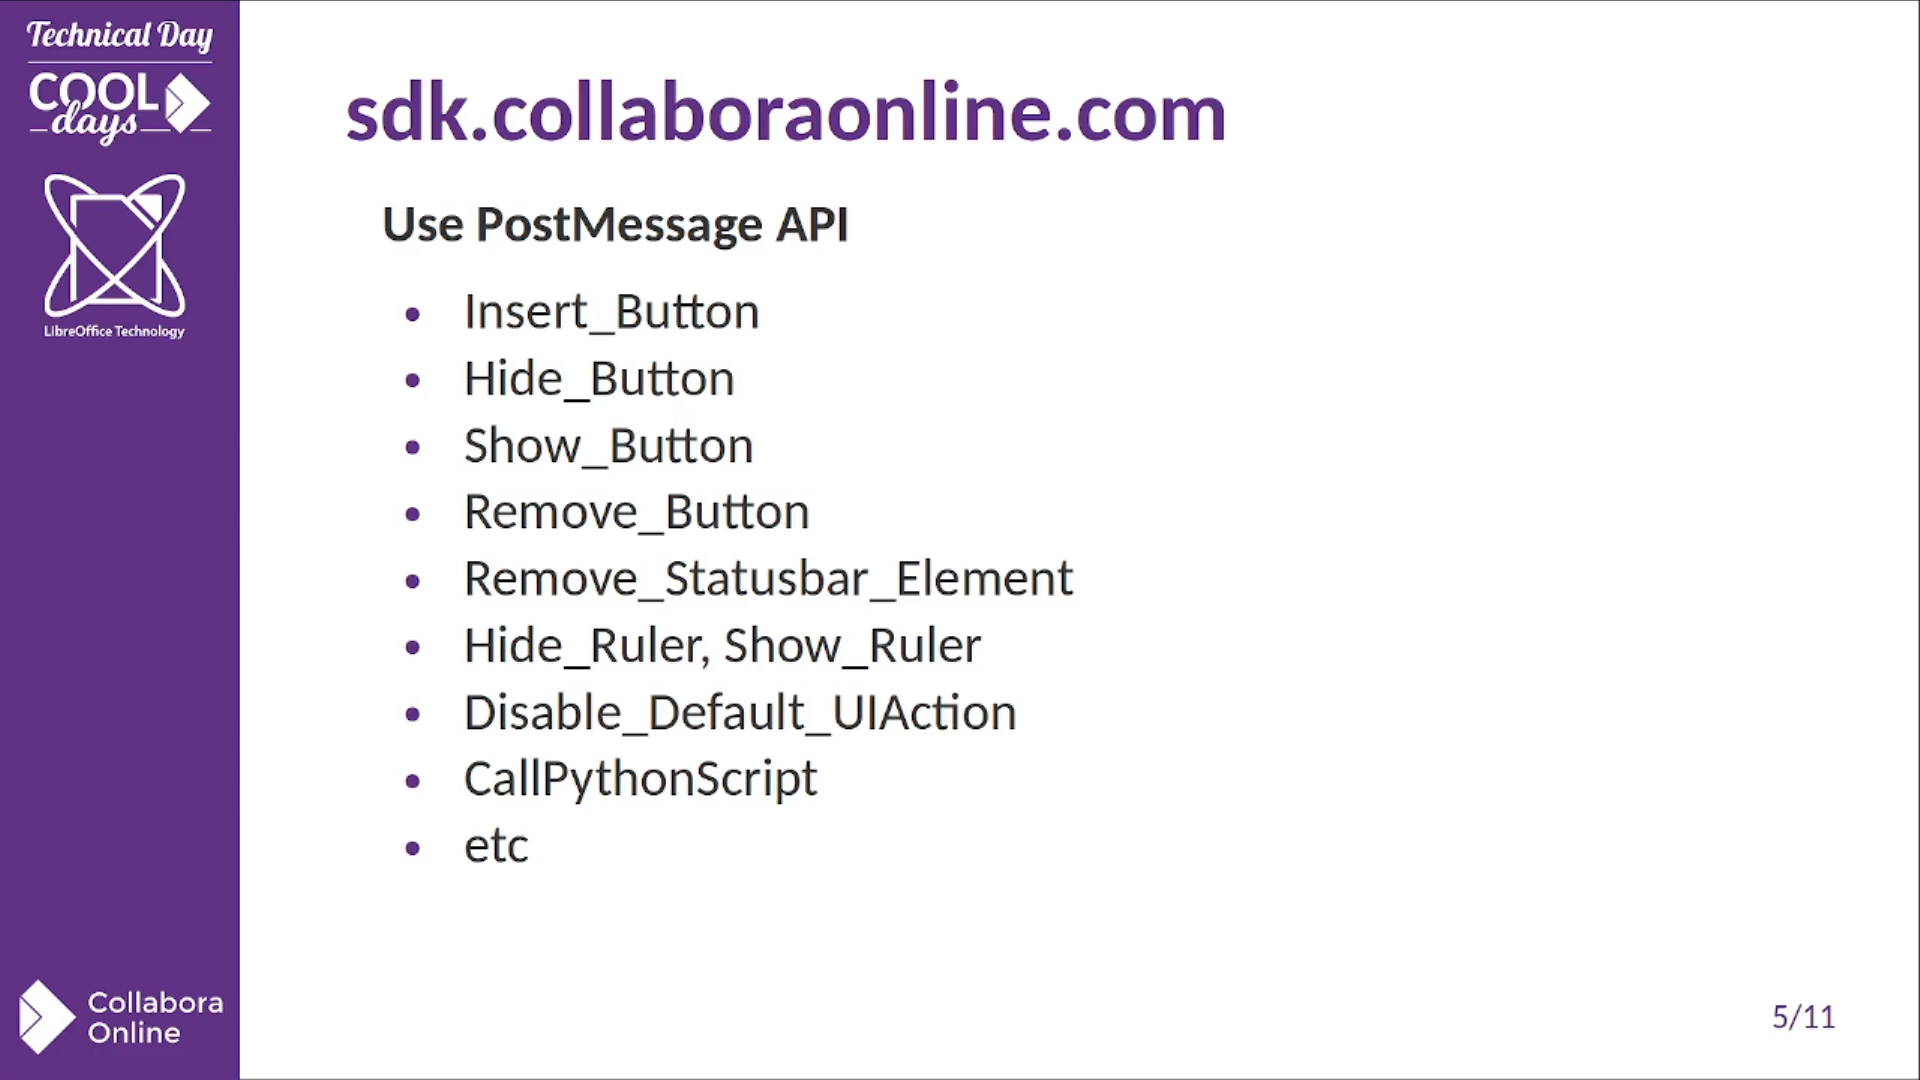 Technical Day
COOL
days
LibreOffice Technology
sdk.collaboraonline.com
Use PostMessage API
• Insert_Button
• Hide_Button
• Show_Button
• Remove_Button
• Remove_Statusbar_Element
• Hide_Ruler, Show_Ruler
• Disable_Default_UIAction
• CallPythonScript
• etc
Collabora
Online
5/11